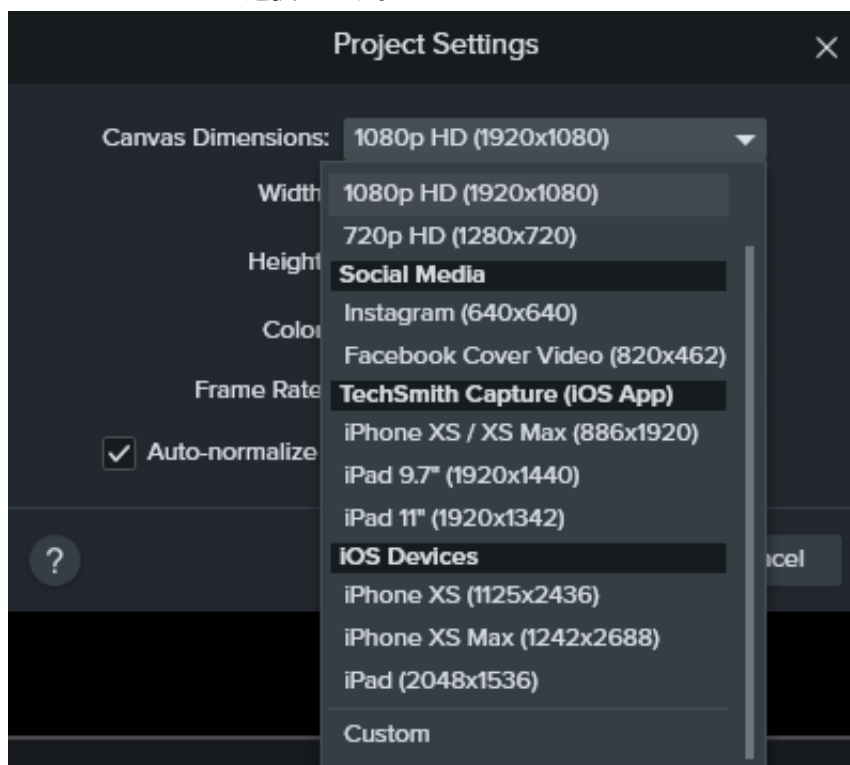 Project Settings
Canvas Dimensions: 1080p HD (1920x1080)
Width 1080p HD (1920x1080)
720p HD (1280x720)
Height Social Media
Instagram (640x640)
Color
Facebook Cover Video (820x462)
Frame Rate TechSmith Capture (iOS App)
iPhone XS / XS Max (886x1920)
Auto-normalize
iPad 9.7" (1920x1440)
iPad 11" (1920x1342)
? iOS Devices
iPhone XS (1125x2436)
iPhone XS Max (1242x2688)
iPad (2048x1536)
Custom